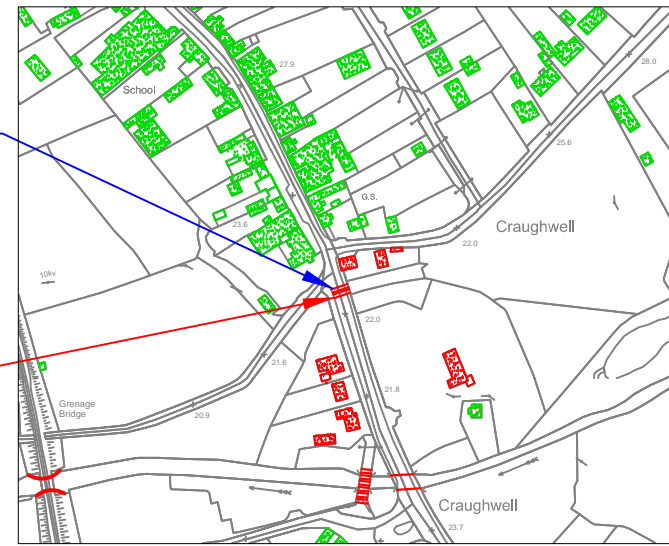 28.0
27.9
School
25.6
G.S.
23.6
22.0
Craughwell
10kv
22.0
21.6
21.8
Grenage
Bridge
20.9
Craughwell
23.7